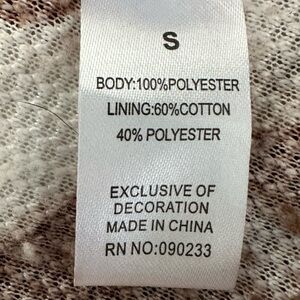 S
BODY:100%POLYESTER
LINING:60%COTTON
40% POLYESTER
EXCLUSIVE OF
DECORATION
MADE IN CHINA
RN NO:090233